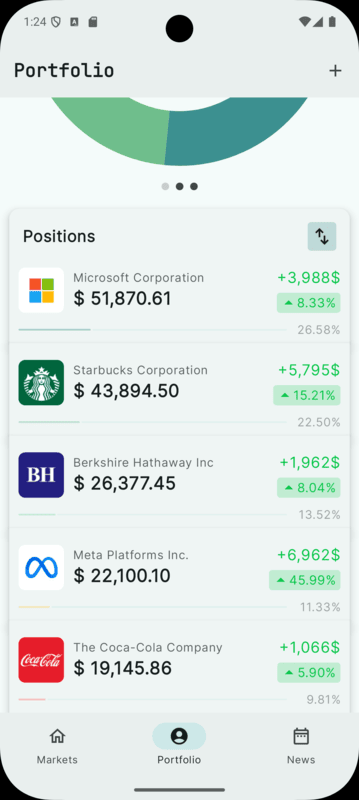 1:24
Portfolio
Positions
Microsoft Corporation
+3,988$
$ 51,870.61
8.33%
26.58%
Starbucks Corporation
+5,795$
$ 43,894.50
15.21%
22.50%
BH
Berkshire Hathaway Inc
+1,962$
$ 26,377.45
8.04%
13.52%
Meta Platforms Inc.
+6,962$
$ 22,100.10
45.99%
11.33%
Coca-Cola
The Coca-Cola Company
+1,066$
$ 19,145.86
5.90%
9.81%
Markets
Portfolio
News